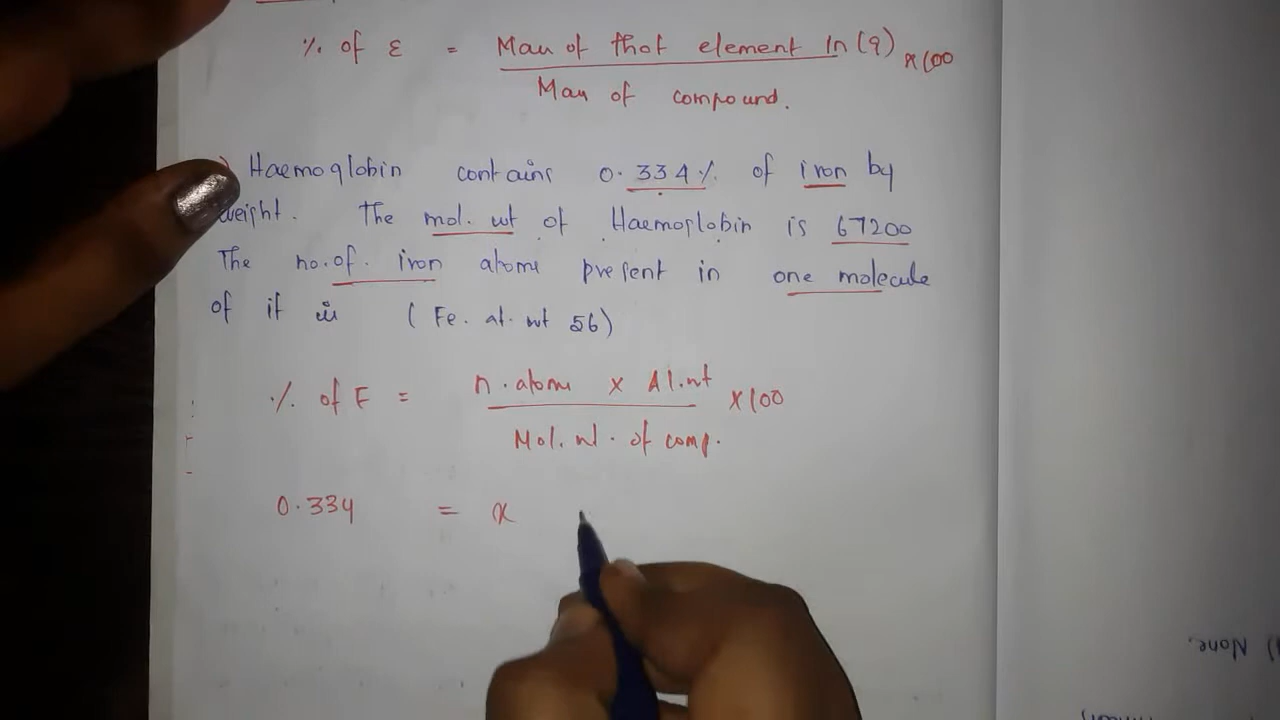 % of E = Mass of that element in (g) × 100
Mass of compound.
Haemoglobin contains 0.334% of iron by
weight. The mol. wt of Haemoglobin is 67200
The no.of. iron atoms present in one molecule
of it is (Fe. at. wt 56)
% of E = n. atoms × At.wt × 100
Mol. wt. of comp.
0.334 = x
) None.